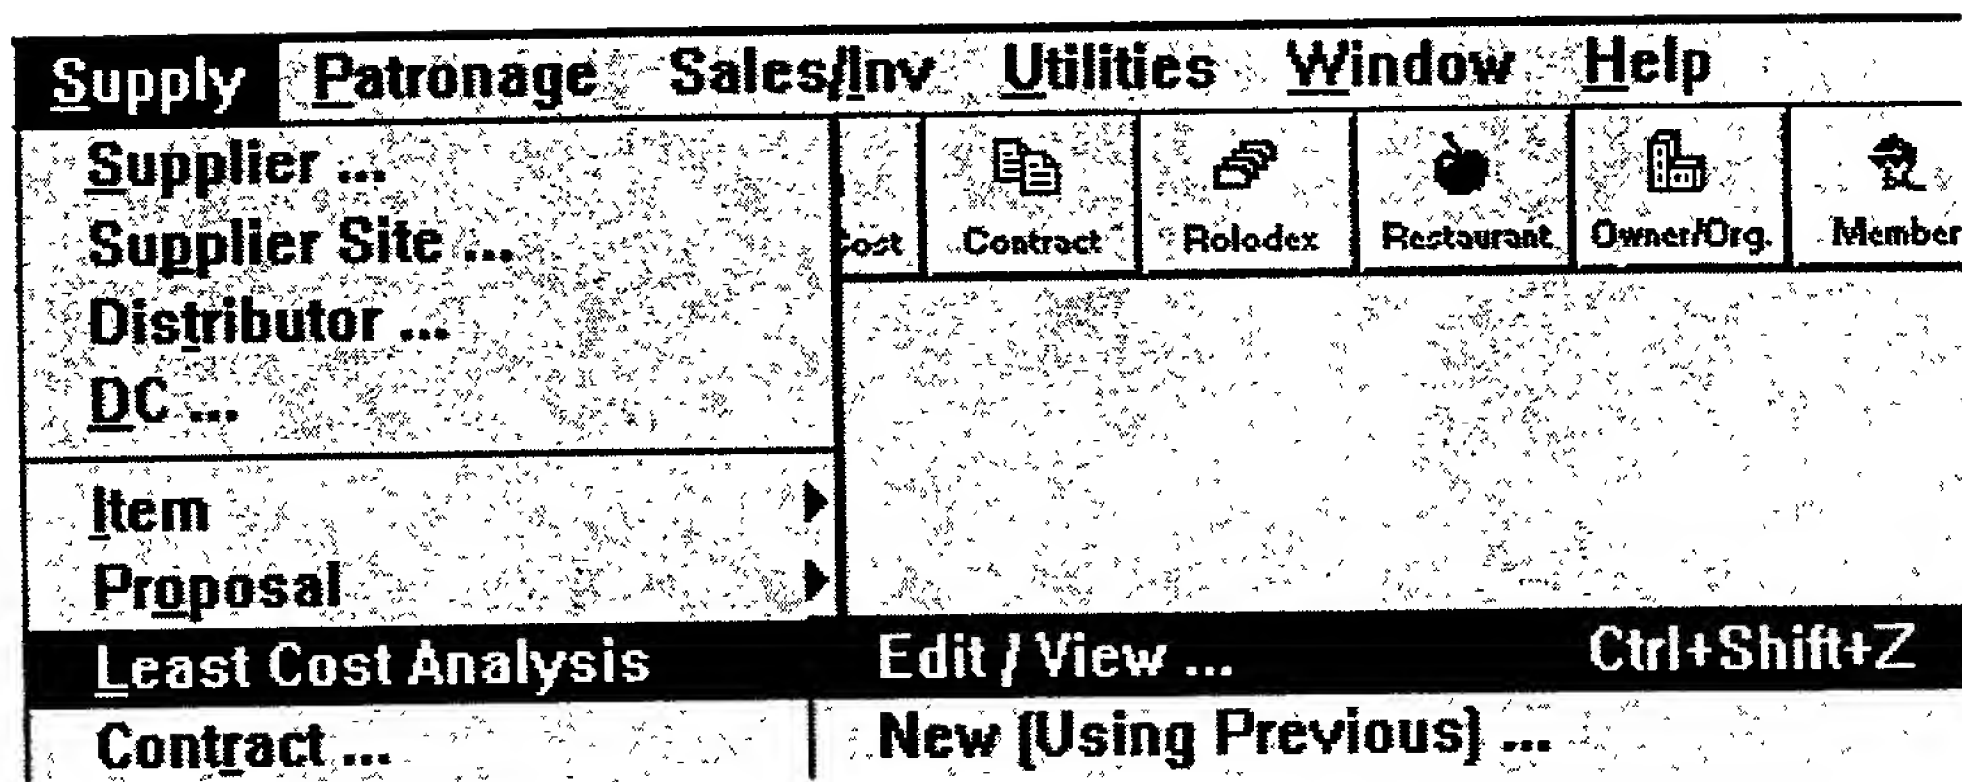 Supply Patronage Sales/Inv Utilities Window Help
Supplier ...
Supplier Site ...
Distributor ...
DC ...
Item
Proposal
Least Cost Analysis
Contract ...
Contract Rolodex Restaurant Owner/Org. Member
Edit / View ... Ctrl+Shift+Z
New (Using Previous) ...